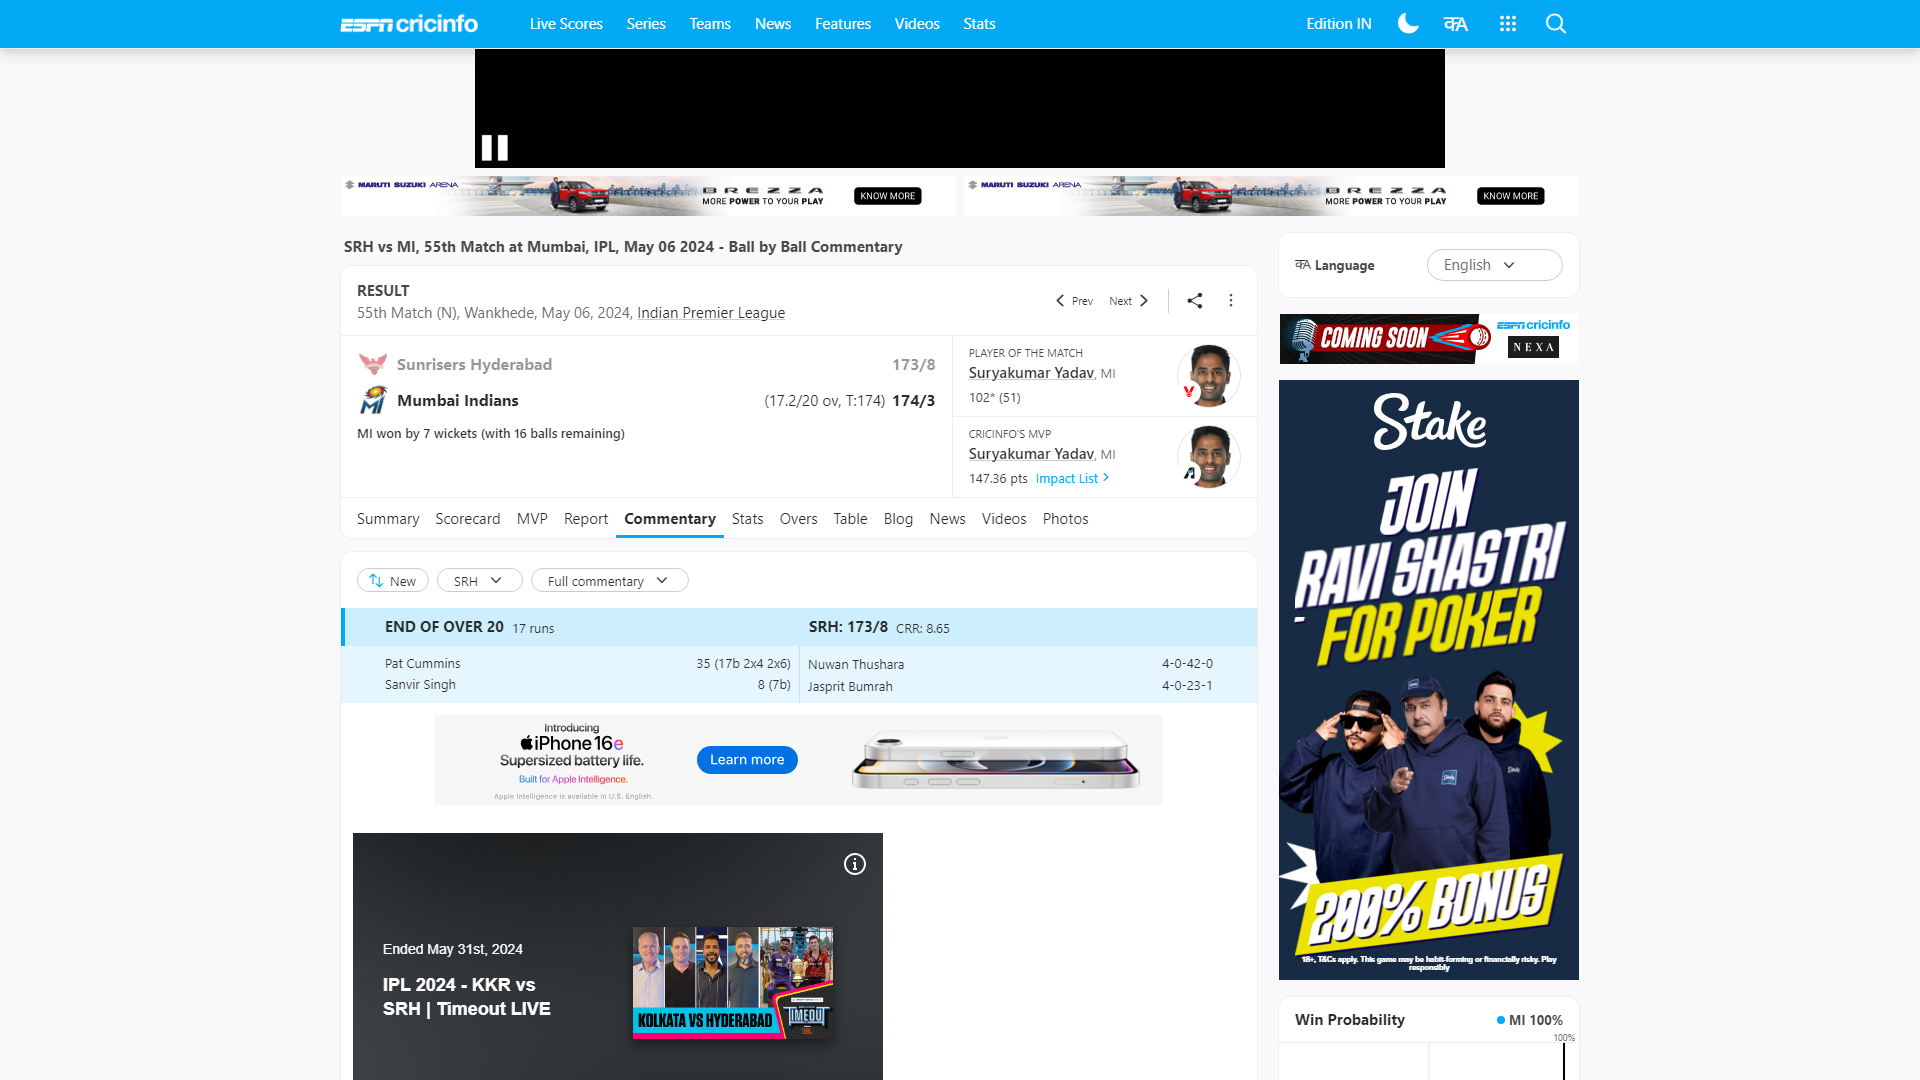 ESPN cricinfo
Live Scores
Series
Teams
News
Features
Videos
Stats
Edition IN
क A
MARUTI SUZUKI ARENA
BREZZA
MORE POWER TO YOUR PLAY
KNOW MORE
MARUTI SUZUKI ARENA
BREZZA
MORE POWER TO YOUR PLAY
KNOW MORE
SRH vs MI, 55th Match at Mumbai, IPL, May 06 2024 - Ball by Ball Commentary
RESULT
55th Match (N), Wankhede, May 06, 2024, Indian Premier League
Prev
Next
Sunrisers Hyderabad 173/8
MI Mumbai Indians (17.2/20 ov, T:174) 174/3
MI won by 7 wickets (with 16 balls remaining)
PLAYER OF THE MATCH
Suryakumar Yadav, MI
102* (51)
CRICINFO'S MVP
Suryakumar Yadav, MI
147.36 pts Impact List
Summary
Scorecard
MVP
Report
Commentary
Stats
Overs
Table
Blog
News
Videos
Photos
New
SRH
Full commentary
END OF OVER 20 17 runs
SRH: 173/8 CRR: 8.65
Pat Cummins 35 (17b 2x4 2x6)
Sanvir Singh 8 (7b)
Nuwan Thushara 4-0-42-0
Jasprit Bumrah 4-0-23-1
Introducing
iPhone 16e
Supersized battery life.
Built for Apple Intelligence.
Apple Intelligence is available in U.S. English.
Learn more
Ended May 31st, 2024
IPL 2024 - KKR vs
SRH | Timeout LIVE
KOLKATA VS HYDERABAD
TIMEOUT
क A Language
English
COMING SOON
ESPN cricinfo
NEXA
Stake
JOIN
RAVI SHASTRI
FOR POKER
Stake
200% BONUS
18+, T&Cs apply. This game may be habit-forming or financially risky. Play
responsibly
Win Probability
MI 100%
100%